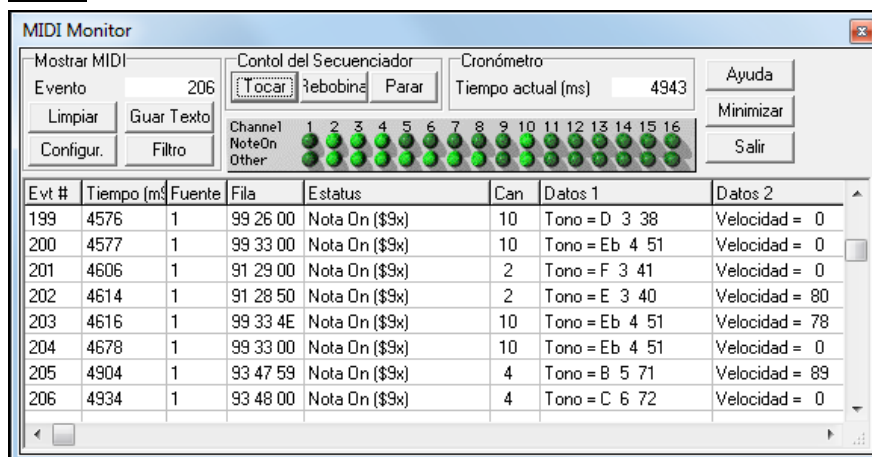 MIDI Monitor
Mostrar MIDI
Contol del Secuenciador
Cronómetro
Evento 206
Tocar Rebobina Parar
Tiempo actual (ms) 4943
Ayuda
Limpiar Guar Texto
Minimizar
Configur. Filtro
Salir
Channel 1 2 3 4 5 6 7 8 9 10 11 12 13 14 15 16
NoteOn
Other
Evt # Tiempo (mS Fuente Fila Estatus Can Datos 1 Datos 2
199 4576 1 99 26 00 Nota On ($9x) 10 Tono = D 3 38 Velocidad = 0
200 4577 1 99 33 00 Nota On ($9x) 10 Tono = Eb 4 51 Velocidad = 0
201 4606 1 91 29 00 Nota On ($9x) 2 Tono = F 3 41 Velocidad = 0
202 4614 1 91 28 50 Nota On ($9x) 2 Tono = E 3 40 Velocidad = 80
203 4616 1 99 33 4E Nota On ($9x) 10 Tono = Eb 4 51 Velocidad = 78
204 4678 1 99 33 00 Nota On ($9x) 10 Tono = Eb 4 51 Velocidad = 0
205 4904 1 93 47 59 Nota On ($9x) 4 Tono = B 5 71 Velocidad = 89
206 4934 1 93 48 00 Nota On ($9x) 4 Tono = C 6 72 Velocidad = 0